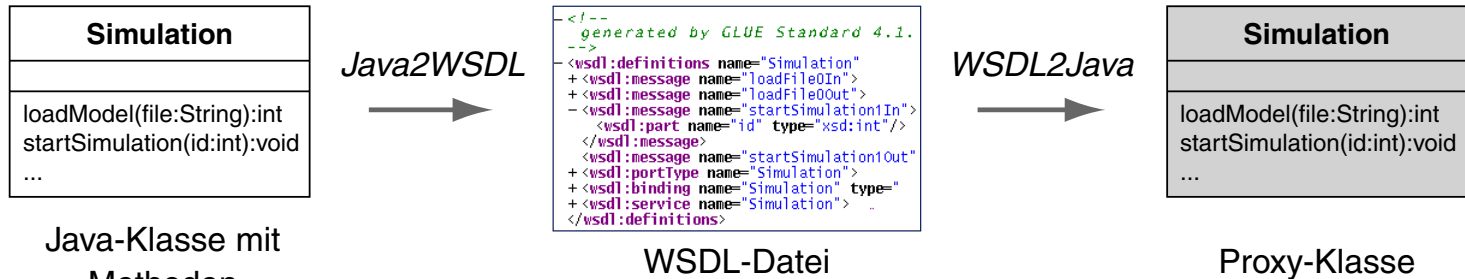 Simulation
loadModel(file:String):int
startSimulation(id:int):void
...
Java-Klasse mit
Methoden
Java2WSDL
<!--
generated by GLUE Standard 4.1.
-->
<wsdl:definitions name="Simulation"
+ <wsdl:message name="loadFile0In">
+ <wsdl:message name="loadFile0Out">
− <wsdl:message name="startSimulation1In">
<wsdl:part name="id" type="xsd:int"/>
</wsdl:message>
<wsdl:message name="startSimulation1Out"
+ <wsdl:portType name="Simulation">
+ <wsdl:binding name="Simulation" type="
+ <wsdl:service name="Simulation">
</wsdl:definitions>
WSDL-Datei
WSDL2Java
Simulation
loadModel(file:String):int
startSimulation(id:int):void
...
Proxy-Klasse